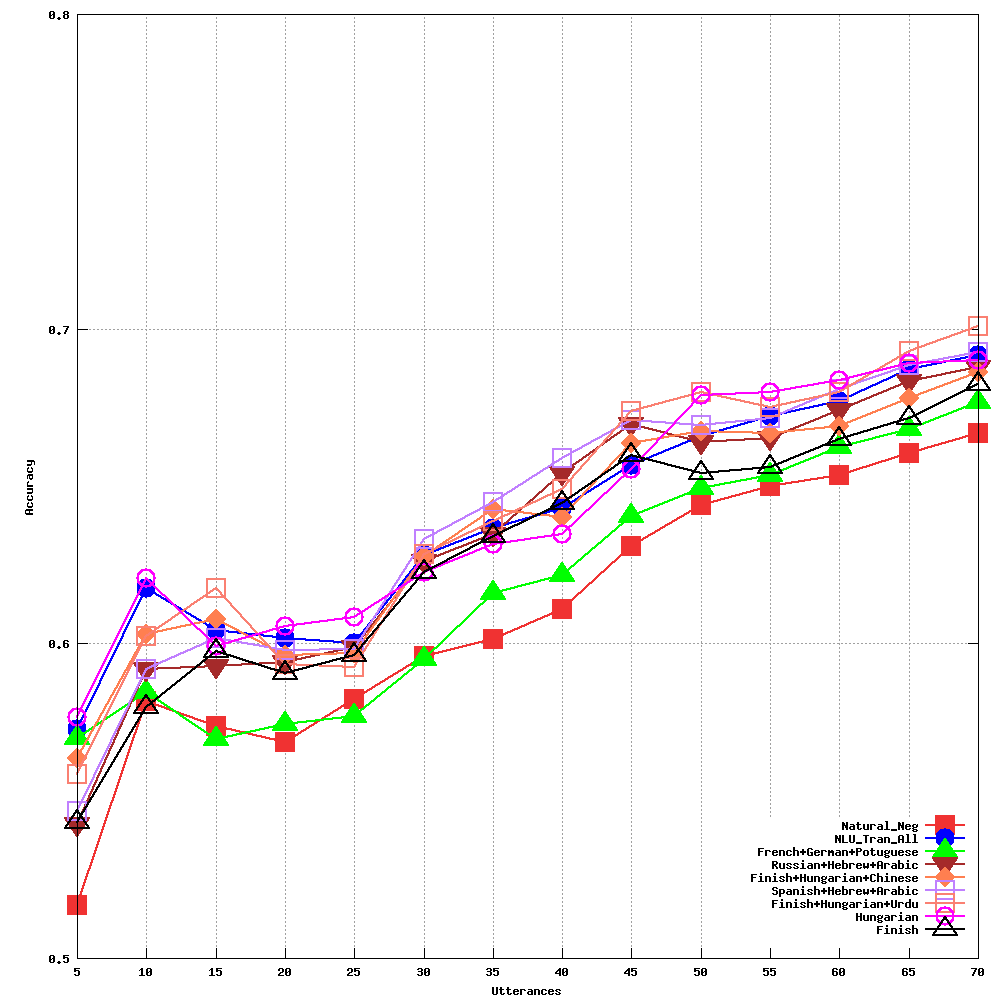 0.8
0.7
0.6
0.5
Accuracy
Natural_Neg
NLU_Tran_All
French+German+Potuguese
Russian+Hebrew+Arabic
Finish+Hungarian+Chinese
Spanish+Hebrew+Arabic
Finish+Hungarian+Urdu
Hungarian
Finish
5 10 15 20 25 30 35 40 45 50 55 60 65 70
Utterances